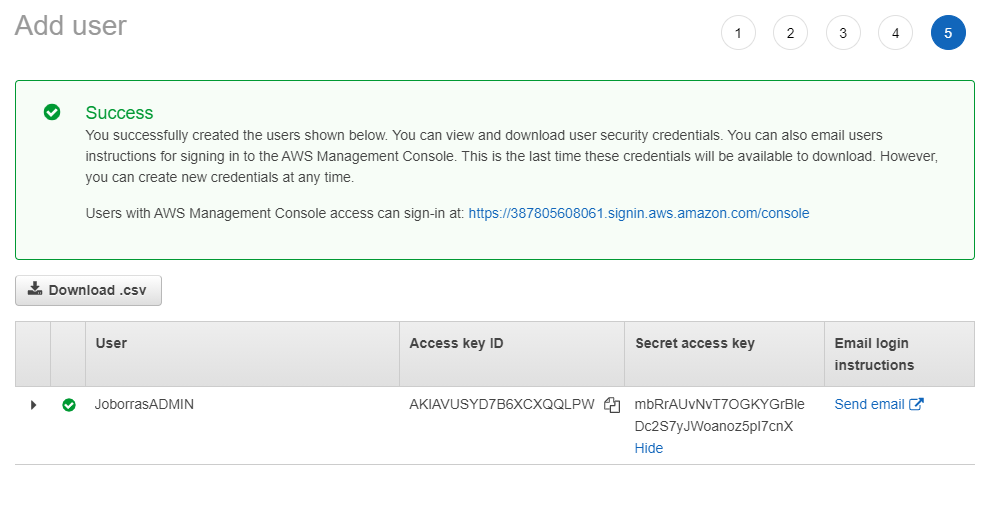 Add user
1 2 3 4 5
Success
You successfully created the users shown below. You can view and download user security credentials. You can also email users
instructions for signing in to the AWS Management Console. This is the last time these credentials will be available to download. However,
you can create new credentials at any time.
Users with AWS Management Console access can sign-in at: https://387805608061.signin.aws.amazon.com/console
Download .csv
User Access key ID Secret access key Email login
instructions
JoborrasADMIN AKIAVUSYD7B6XCXQQLPW mbRrAUvNvT7OGKYGrBle Send email
Dc2S7yJWoanoz5pI7cnX
Hide